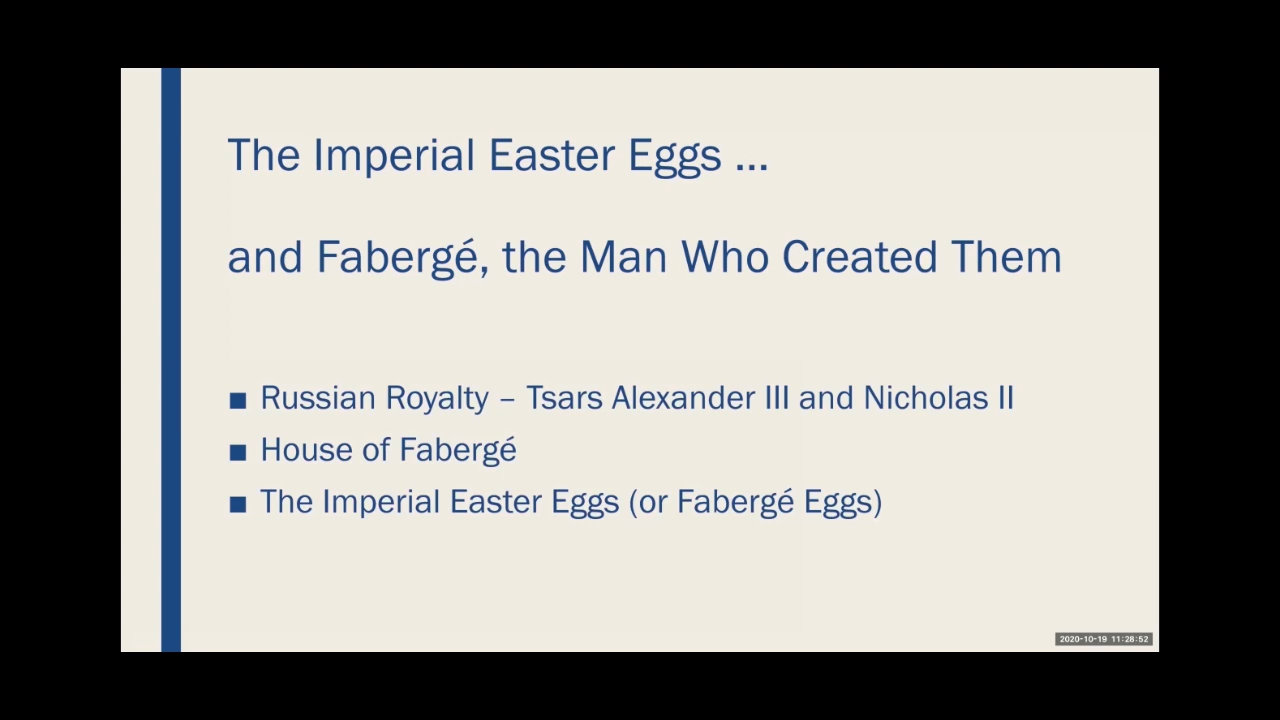 The Imperial Easter Eggs ...
and Fabergé, the Man Who Created Them
■ Russian Royalty – Tsars Alexander III and Nicholas II
■ House of Fabergé
■ The Imperial Easter Eggs (or Fabergé Eggs)
2020-10-19 11:28:52